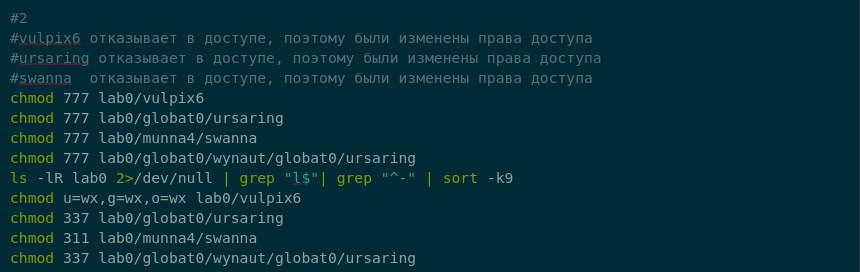 #2
#vulpix6 отказывает в доступе, поэтому были изменены права доступа
#ursaring отказывает в доступе, поэтому были изменены права доступа
#swanna  отказывает в доступе, поэтому были изменены права доступа
chmod 777 lab0/vulpix6
chmod 777 lab0/globat0/ursaring
chmod 777 lab0/munna4/swanna
chmod 777 lab0/globat0/wynaut/globat0/ursaring
ls -lR lab0 2>/dev/null | grep "l$"| grep "^-" | sort -k9
chmod u=wx,g=wx,o=wx lab0/vulpix6
chmod 337 lab0/globat0/ursaring
chmod 311 lab0/munna4/swanna
chmod 337 lab0/globat0/wynaut/globat0/ursaring